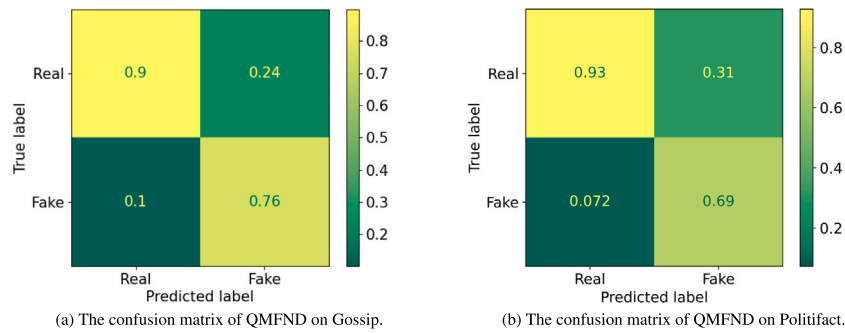 0.8
Real
0.9
0.24
0.7
0.6
True label
0.5
0.4
Fake
0.1
0.76
0.3
0.2
Real
Fake
Predicted label
(a) The confusion matrix of QMFND on Gossip.
0.8
Real
0.93
0.31
0.6
True label
0.4
Fake
0.072
0.69
0.2
Real
Fake
Predicted label
(b) The confusion matrix of QMFND on Politifact.